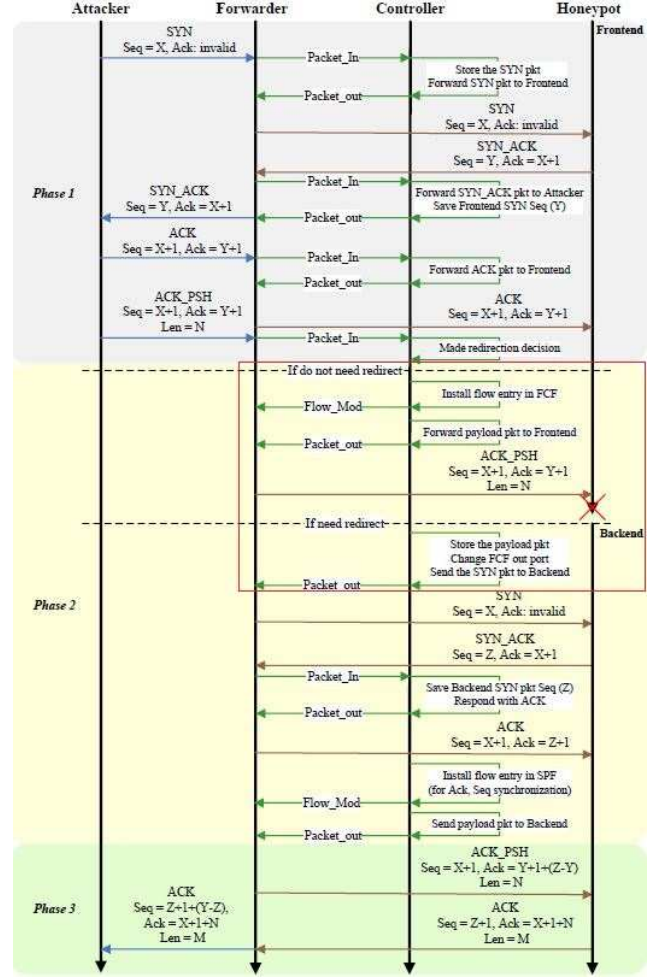 Attacker Forwarder Controller Honeypot
Frontend
SYN
Seq = X, Ack: invalid
Packet_In
Store the SYN pkt
Forward SYN pkt to Frontend
Packet_out
SYN
Seq = X, Ack: invalid
SYN_ACK
Seq = Y, Ack = X+1
Packet_In
Phase 1
SYN_ACK
Seq = Y, Ack = X+1
Forward SYN_ACK pkt to Attacker
Save Frontend SYN Seq (Y)
Packet_out
ACK
Seq = X+1, Ack = Y+1
Packet_In
Forward ACK pkt to Frontend
Packet_out
ACK
Seq = X+1, Ack = Y+1
ACK_PSH
Seq = X+1, Ack = Y+1
Len = N
Packet_In
Made redirection decision
If do not need redirect
Install flow entry in FCF
Flow_Mod
Forward payload pkt to Frontend
Packet_out
ACK_PSH
Seq = X+1, Ack = Y+1
Len = N
If need redirect
Backend
Store the payload pkt
Change FCF out port
Send the SYN pkt to Backend
Packet_out
Phase 2
SYN
Seq = X, Ack: invalid
SYN_ACK
Seq = Z, Ack = X+1
Packet_In
Save Backend SYN pkt Seq (Z)
Respond with ACK
Packet_out
ACK
Seq = X+1, Ack = Z+1
Install flow entry in SPF
(for Ack, Seq synchronization)
Flow_Mod
Send payload pkt to Backend
Packet_out
Phase 3
ACK_PSH
Seq = X+1, Ack = Y+1+(Z-Y)
Len = N
ACK
Seq = Z+1, Ack = X+1+N
Len = M
ACK
Seq = Z+1+(Y-Z),
Ack = X+1+N
Len = M